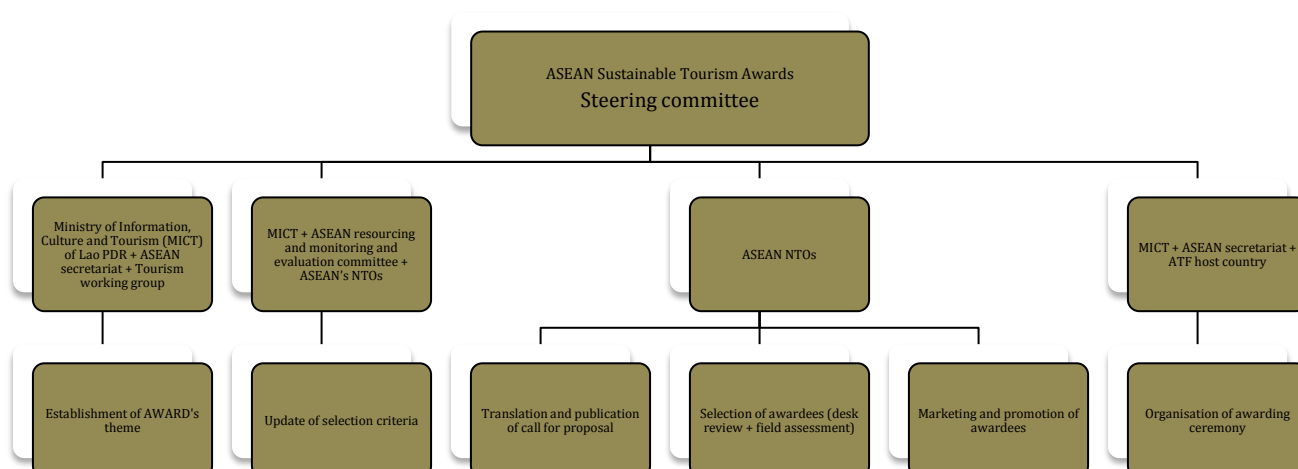 ASEAN Sustainable Tourism Awards
Steering committee
Ministry of Information,
Culture and Tourism (MICT)
of Lao PDR + ASEAN
secretariat + Tourism
working group
MICT + ASEAN resourcing
and monitoring and
evaluation committee +
ASEAN's NTOs
ASEAN NTOs
MICT + ASEAN secretariat +
ATF host country
Establishment of AWARD's
theme
Update of selection criteria
Translation and publication
of call for proposal
Selection of awardees (desk
review + field assessment)
Marketing and promotion of
awardees
Organisation of awarding
ceremony